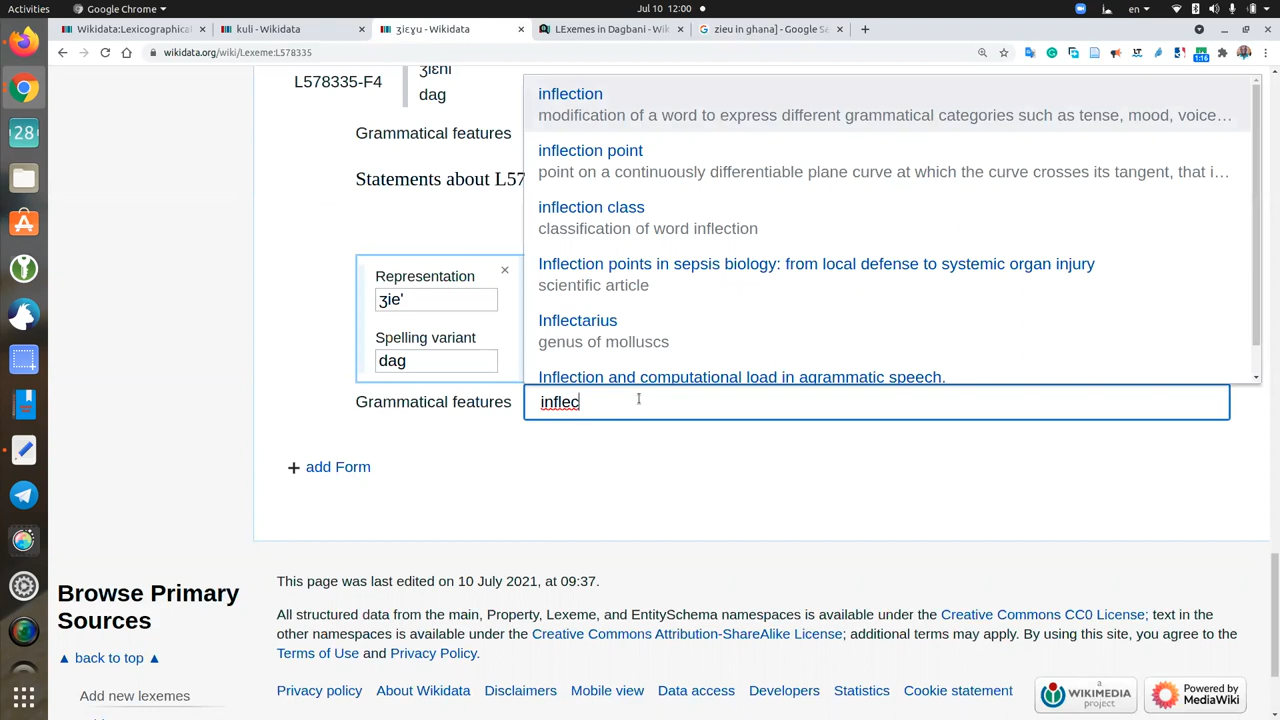 Activities
Google Chrome
Jul 10 12:00
en
Wikidata:Lexicographical
kuli - Wikidata
ʒiɛɣu - Wikidata
LExemes in Dagbani - Wik
zieu in ghana] - Google Se
wikidata.org/wiki/Lexeme:L578335
1:16
28
L578335-F4
ʒiɛni
dag
Grammatical features
Statements about L57
inflection
modification of a word to express different grammatical categories such as tense, mood, voice…
inflection point
point on a continuously differentiable plane curve at which the curve crosses its tangent, that i…
inflection class
classification of word inflection
Inflection points in sepsis biology: from local defense to systemic organ injury
scientific article
Inflectarius
genus of molluscs
Inflection and computational load in agrammatic speech.
Representation
ʒie'
Spelling variant
dag
Grammatical features
inflec
+ add Form
This page was last edited on 10 July 2021, at 09:37.
All structured data from the main, Property, Lexeme, and EntitySchema namespaces is available under the Creative Commons CC0 License; text in the
other namespaces is available under the Creative Commons Attribution-ShareAlike License; additional terms may apply. By using this site, you agree to the
Terms of Use and Privacy Policy.
Privacy policy
About Wikidata
Disclaimers
Mobile view
Data access
Developers
Statistics
Cookie statement
a
WIKIMEDIA
project
Powered by
MediaWiki
Browse Primary
Sources
▲ back to top ▲
Add new lexemes